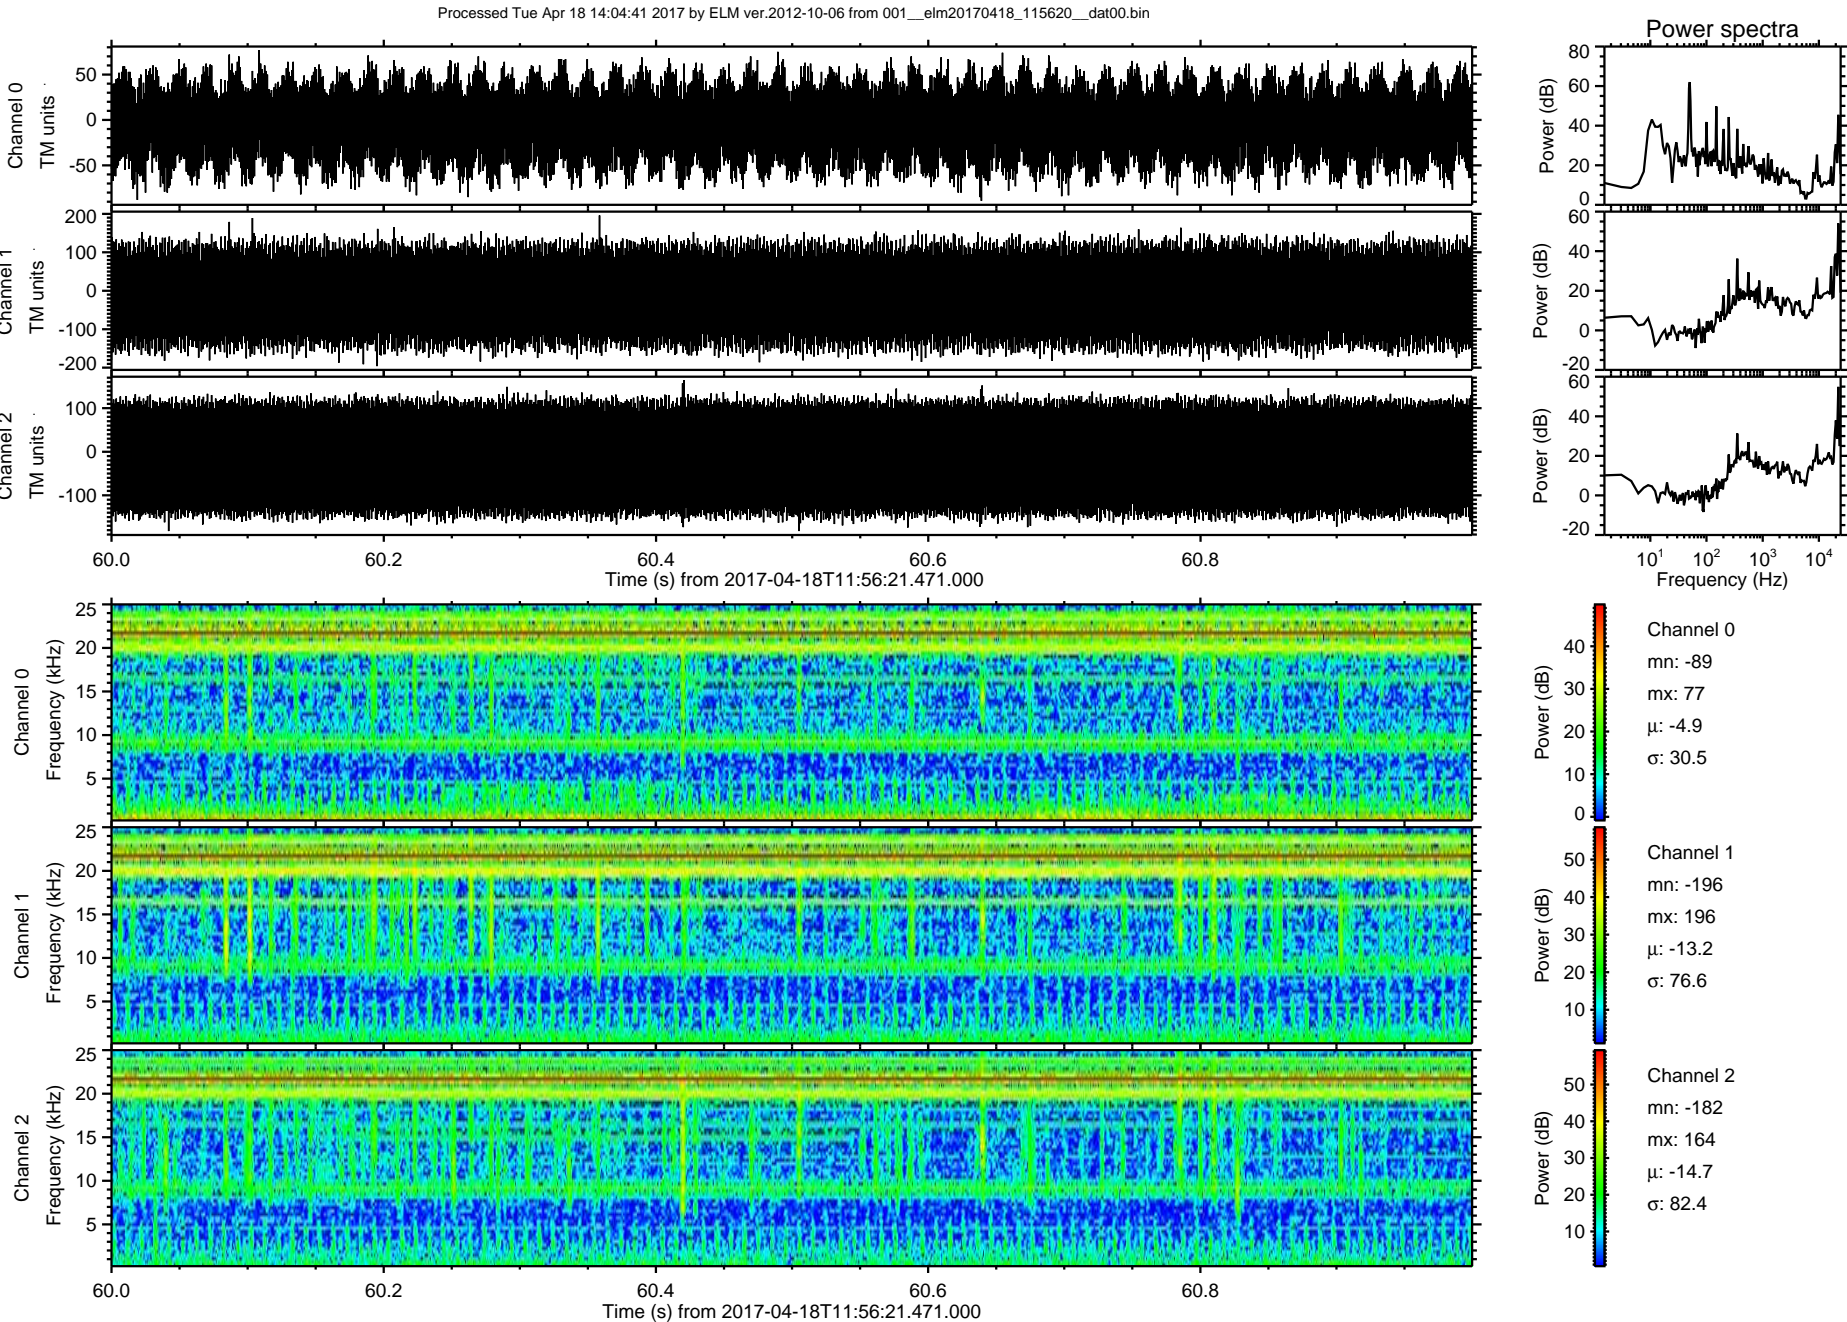 Processed Tue Apr 18 14:04:41 2017 by ELM ver.2012-10-06 from 001__elm20170418_115620__dat00.bin
Power spectra
Channel 0
TM units
50
0
-50
Power (dB)
80
60
40
20
0
Channel 1
TM units
200
100
0
-100
-200
Power (dB)
60
40
20
0
-20
Channel 2
TM units
100
0
-100
Power (dB)
60
40
20
0
-20
60.0 60.2 60.4 60.6 60.8
Time (s) from 2017-04-18T11:56:21.471.000
10¹ 10² 10³ 10⁴
Frequency (Hz)
Channel 0
Frequency (kHz)
25
20
15
10
5
Power (dB)
40
30
20
10
0
Channel 0
mn: -89
mx: 77
μ: -4.9
σ: 30.5
Channel 1
Frequency (kHz)
25
20
15
10
5
Power (dB)
50
40
30
20
10
Channel 1
mn: -196
mx: 196
μ: -13.2
σ: 76.6
Channel 2
Frequency (kHz)
25
20
15
10
5
Power (dB)
50
40
30
20
10
Channel 2
mn: -182
mx: 164
μ: -14.7
σ: 82.4
60.0 60.2 60.4 60.6 60.8
Time (s) from 2017-04-18T11:56:21.471.000